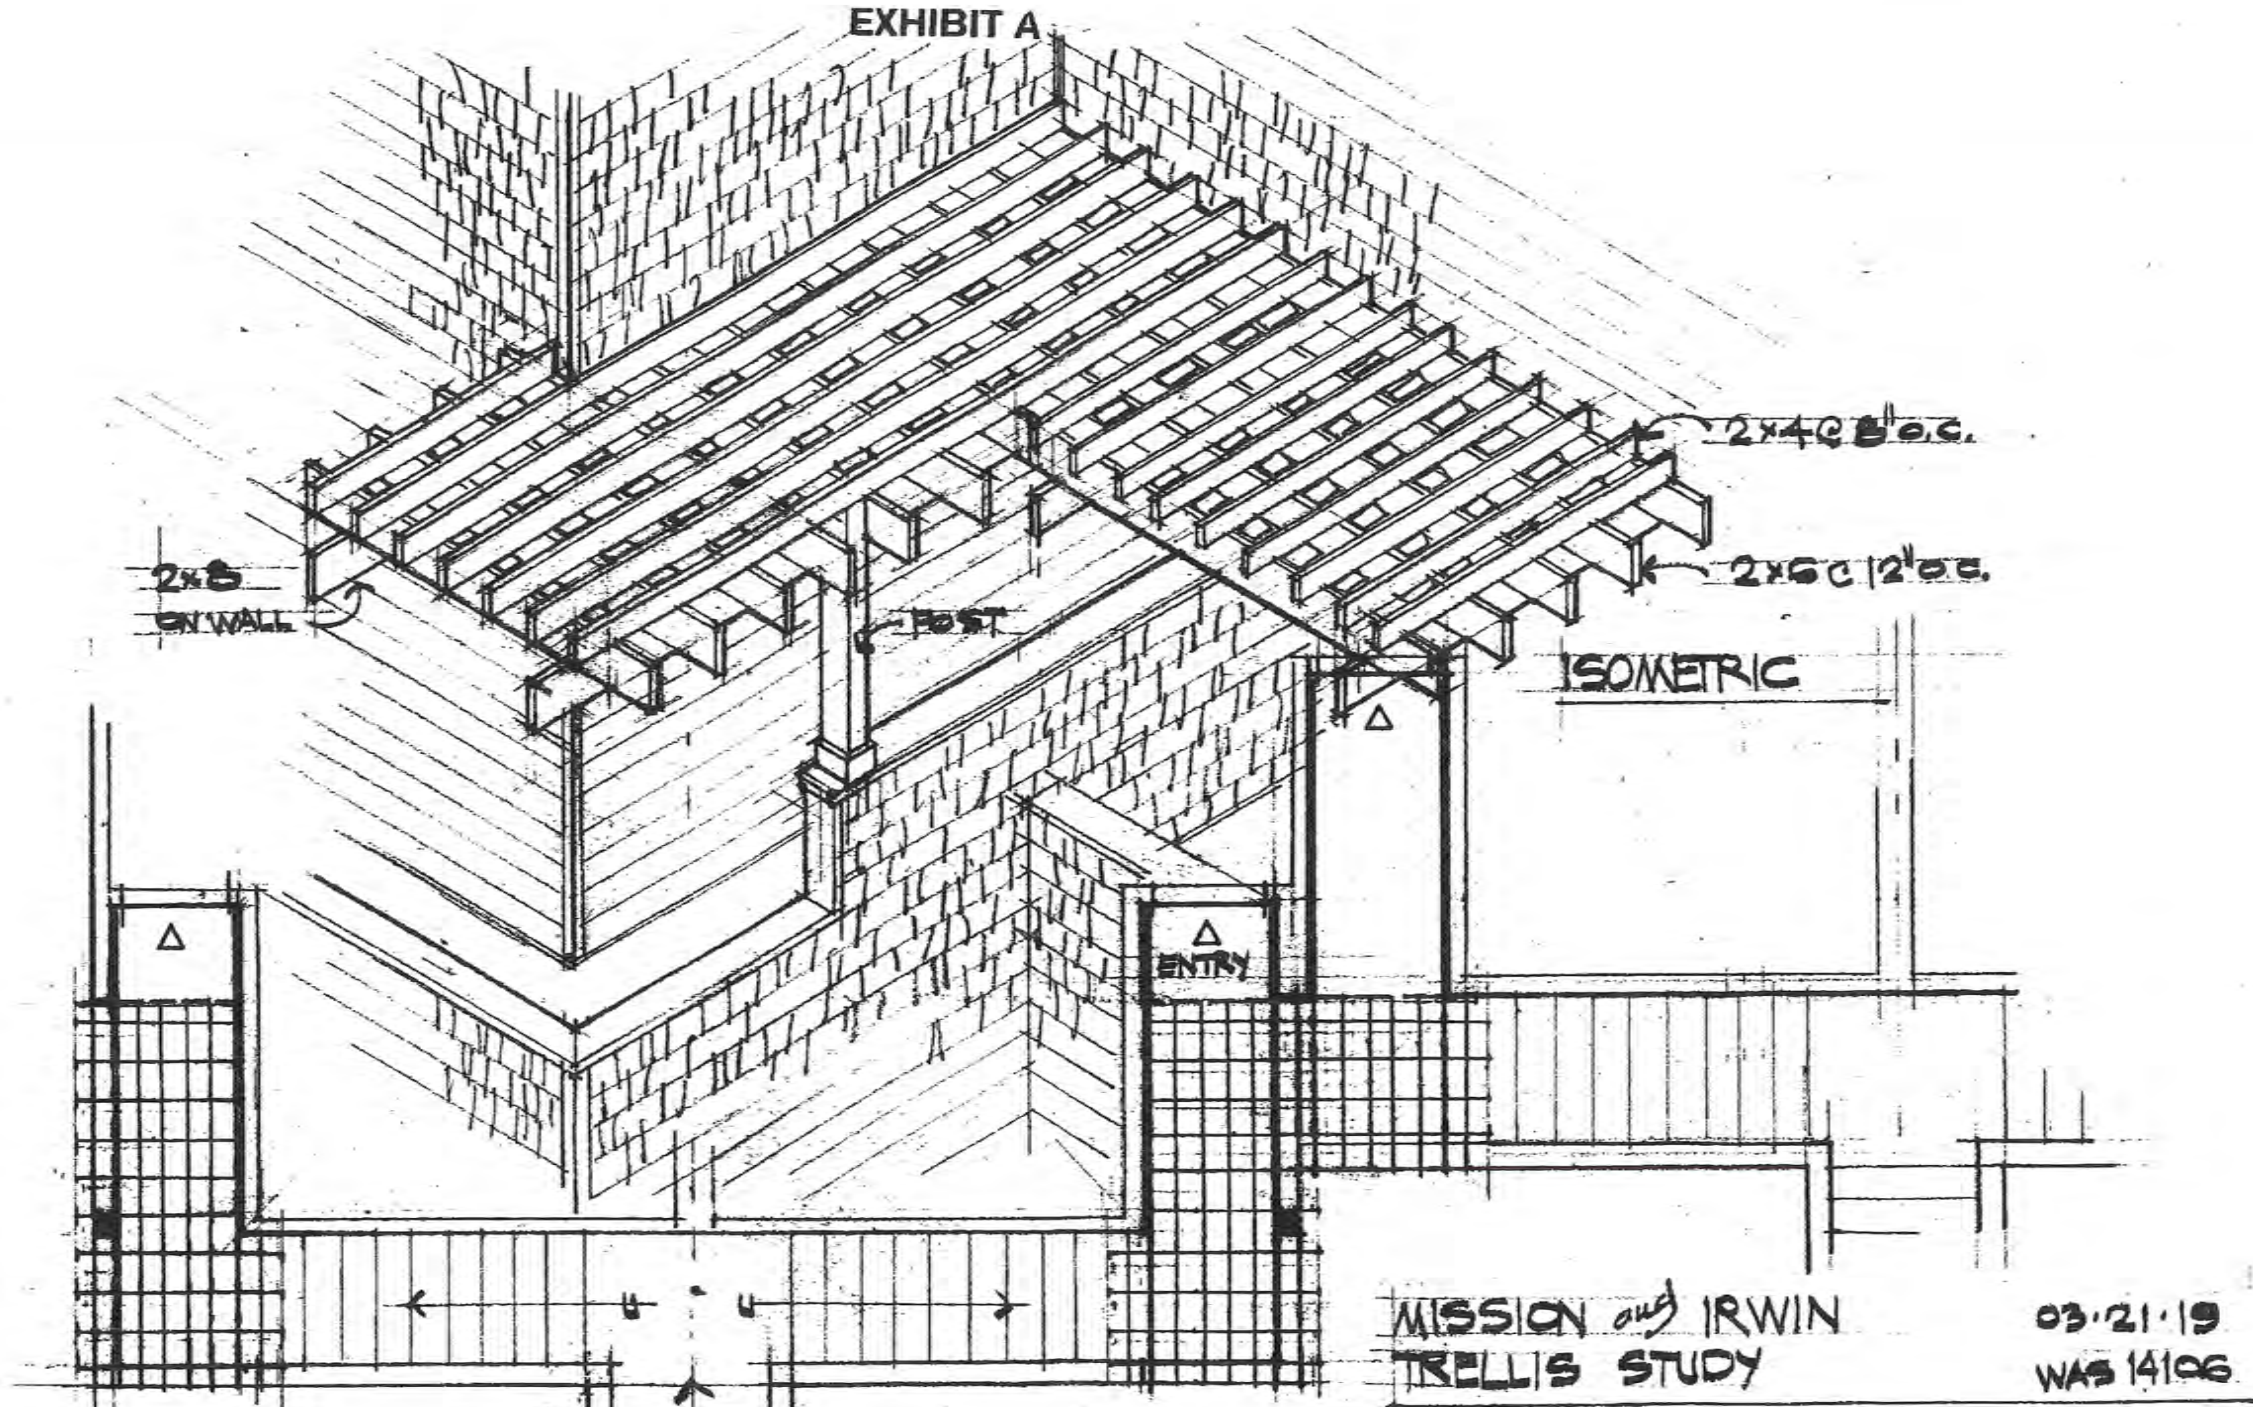 EXHIBIT A
2x4 @ 8" o.c.
2x8
ON WALL
2x6 @ 12" o.c.
POST
ISOMETRIC
△
△
△
ENTRY
MISSION and IRWIN
TRELLIS STUDY
03·21·19
WAS 14106